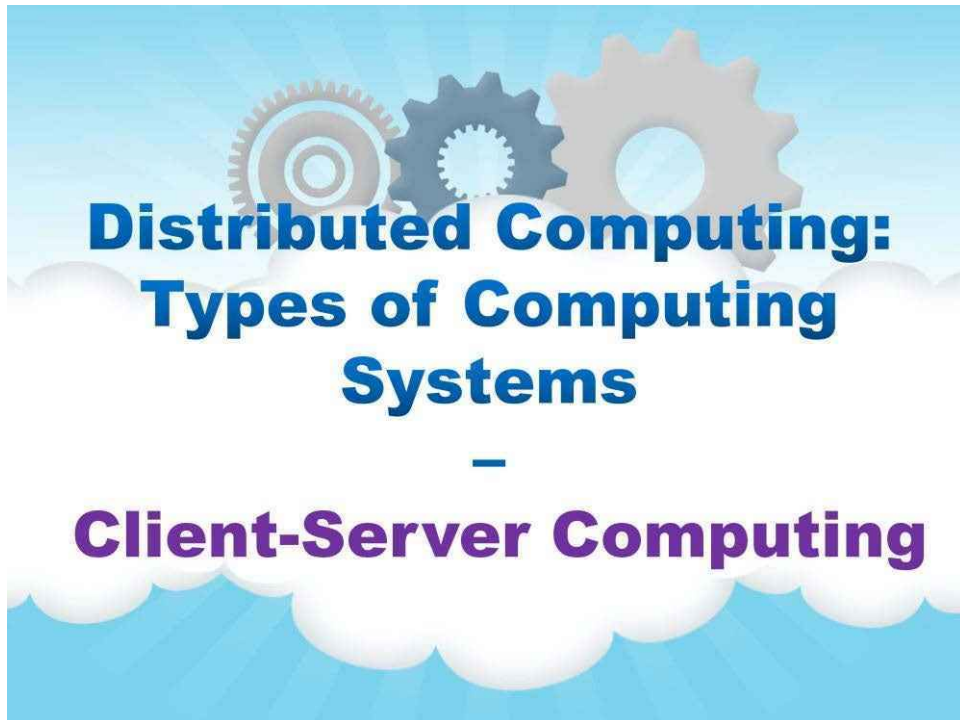 Distributed Computing:
Types of Computing
Systems
–
Client-Server Computing